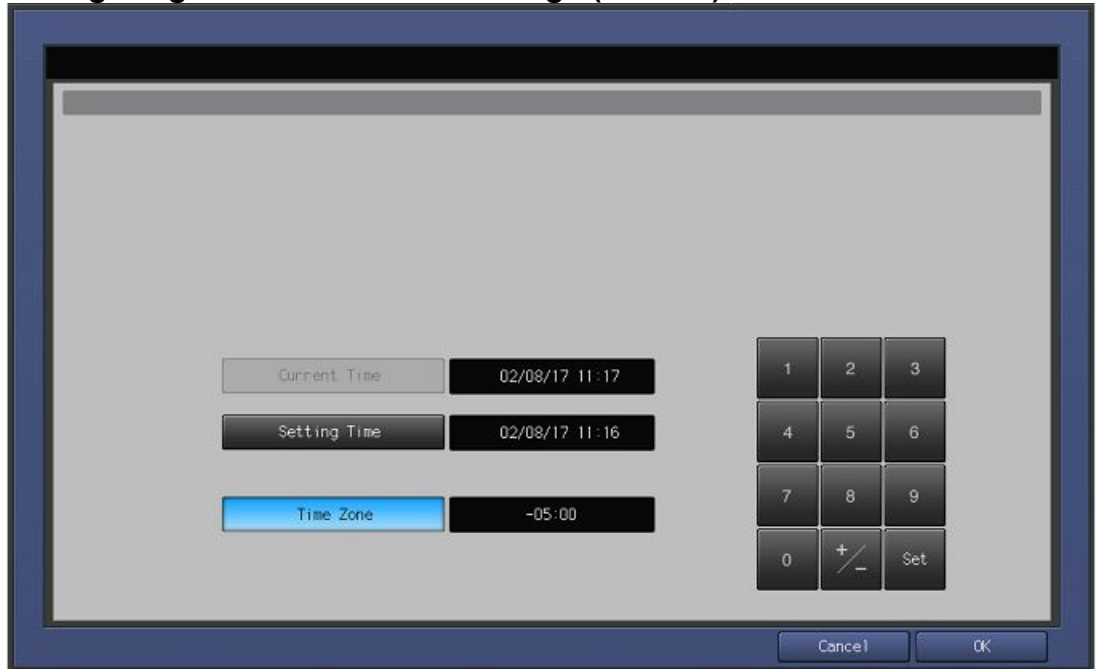 Current Time 02/08/17 11:17
Setting Time 02/08/17 11:16
Time Zone -05:00
1 2 3
4 5 6
7 8 9
0 +/- Set
Cancel OK